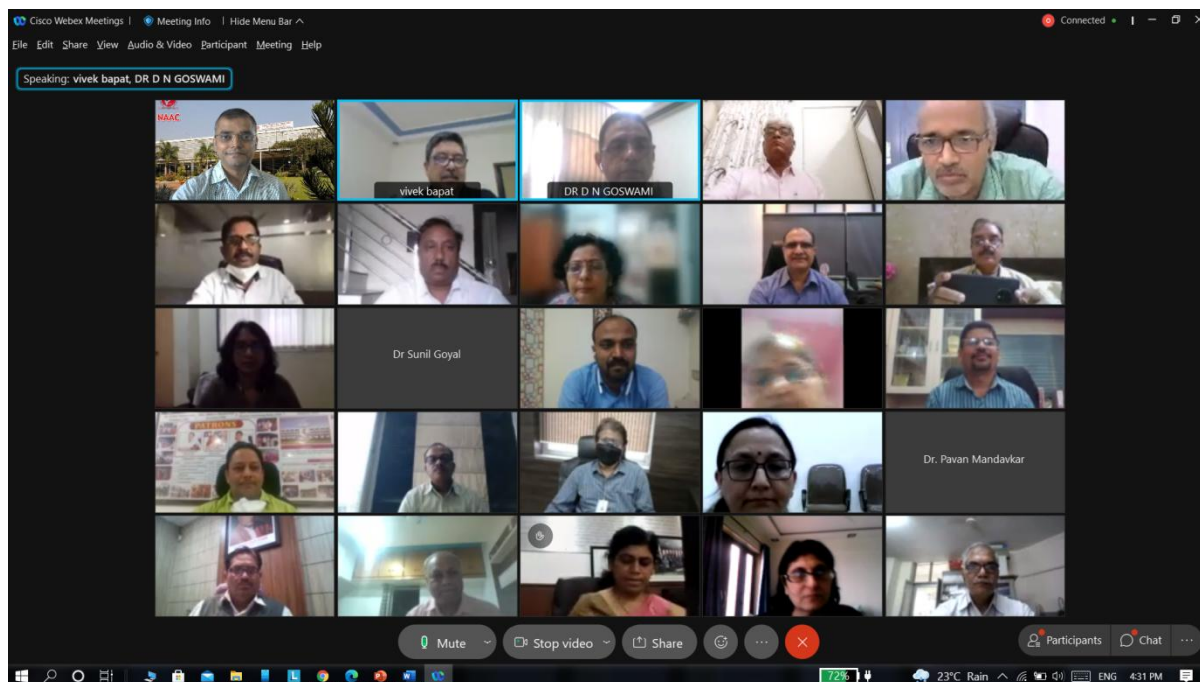 Cisco Webex Meetings | Meeting Info | Hide Menu Bar
Connected
File Edit Share View Audio & Video Participant Meeting Help
Speaking: vivek bapat, DR D N GOSWAMI
NAAC
vivek bapat
DR D N GOSWAMI
Dr Sunil Goyal
PATRONS
Dr. Pavan Mandavkar
Mute
Stop video
Share
Participants
Chat
72%
23°C Rain
ENG
4:31 PM